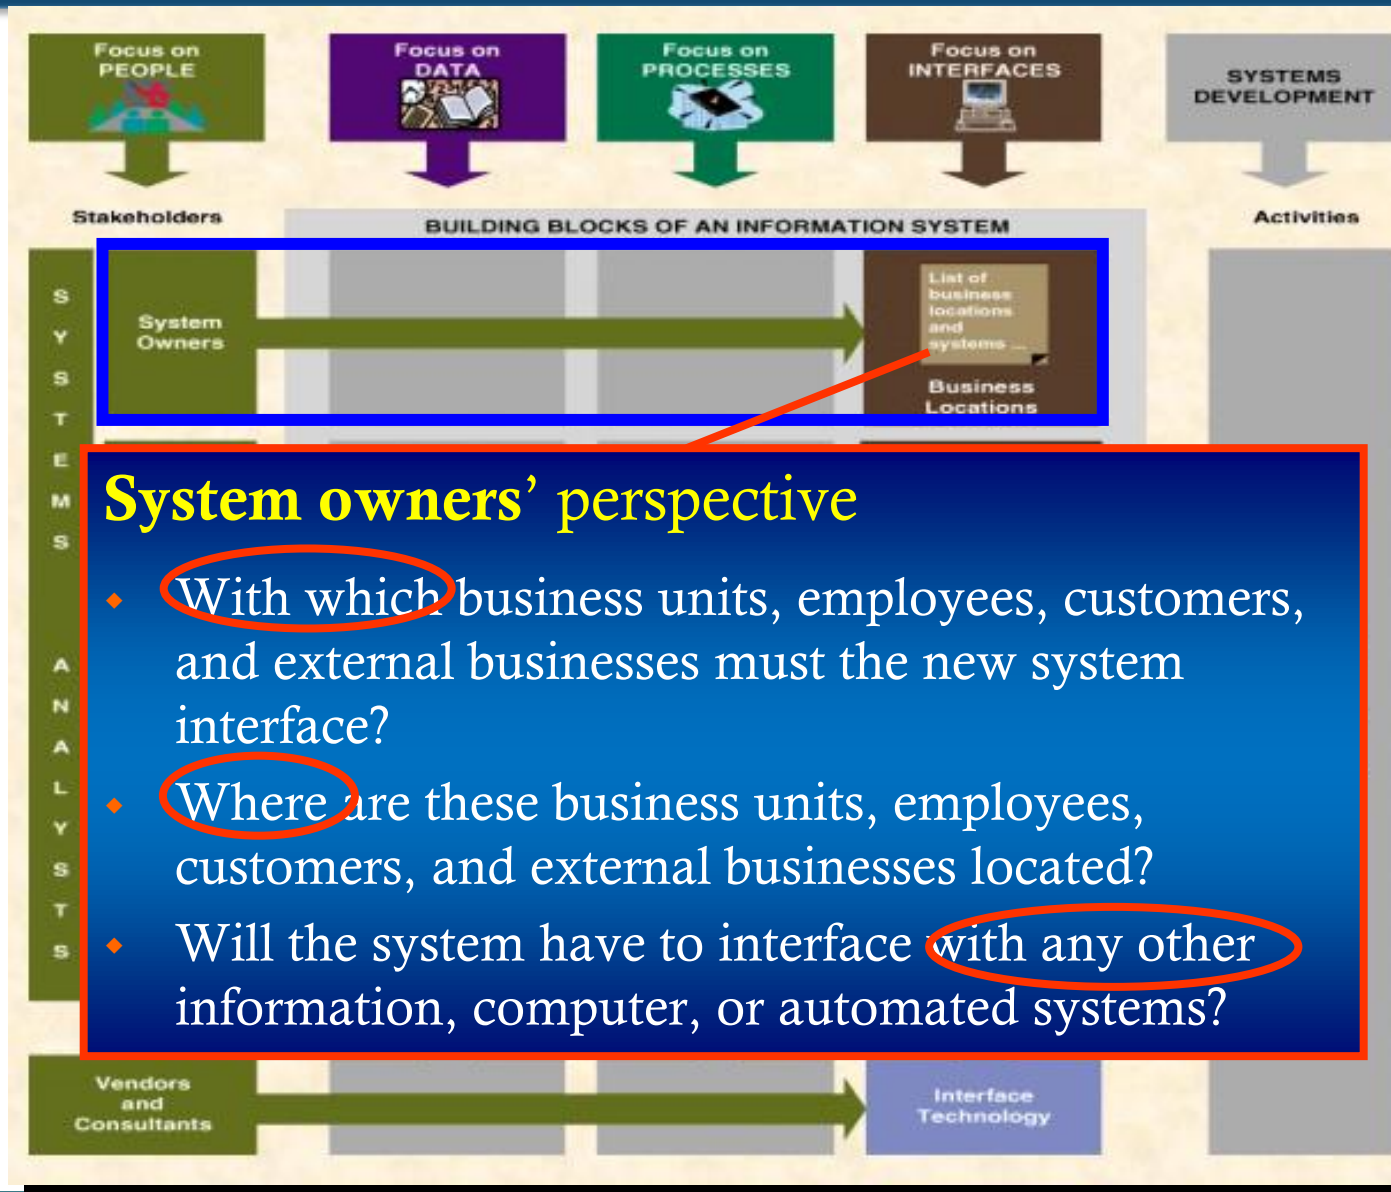 Focus on
PEOPLE
Focus on
DATA
Focus on
PROCESSES
Focus on
INTERFACES
SYSTEMS
DEVELOPMENT
Stakeholders
BUILDING BLOCKS OF AN INFORMATION SYSTEM
Activities
SYSTEMS ANALYSTS
System
Owners
List of
business
locations
and
systems ...
Business
Locations
System owners’ perspective
With which business units, employees, customers,
and external businesses must the new system
interface?
Where are these business units, employees,
customers, and external businesses located?
Will the system have to interface with any other
information, computer, or automated systems?
Vendors
and
Consultants
Interface
Technology